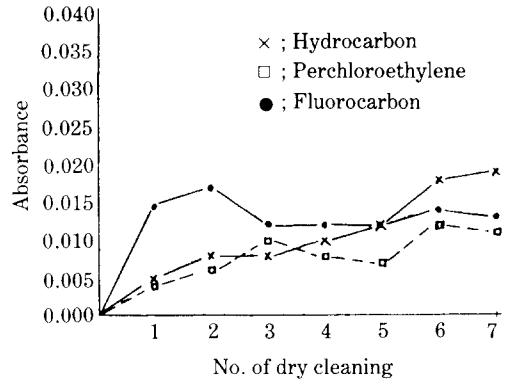 0.040
0.035
0.030
0.025
0.020
0.015
0.010
0.005
0.000
Absorbance
× ; Hydrocarbon
□ ; Perchloroethylene
● ; Fluorocarbon
1 2 3 4 5 6 7
No. of dry cleaning